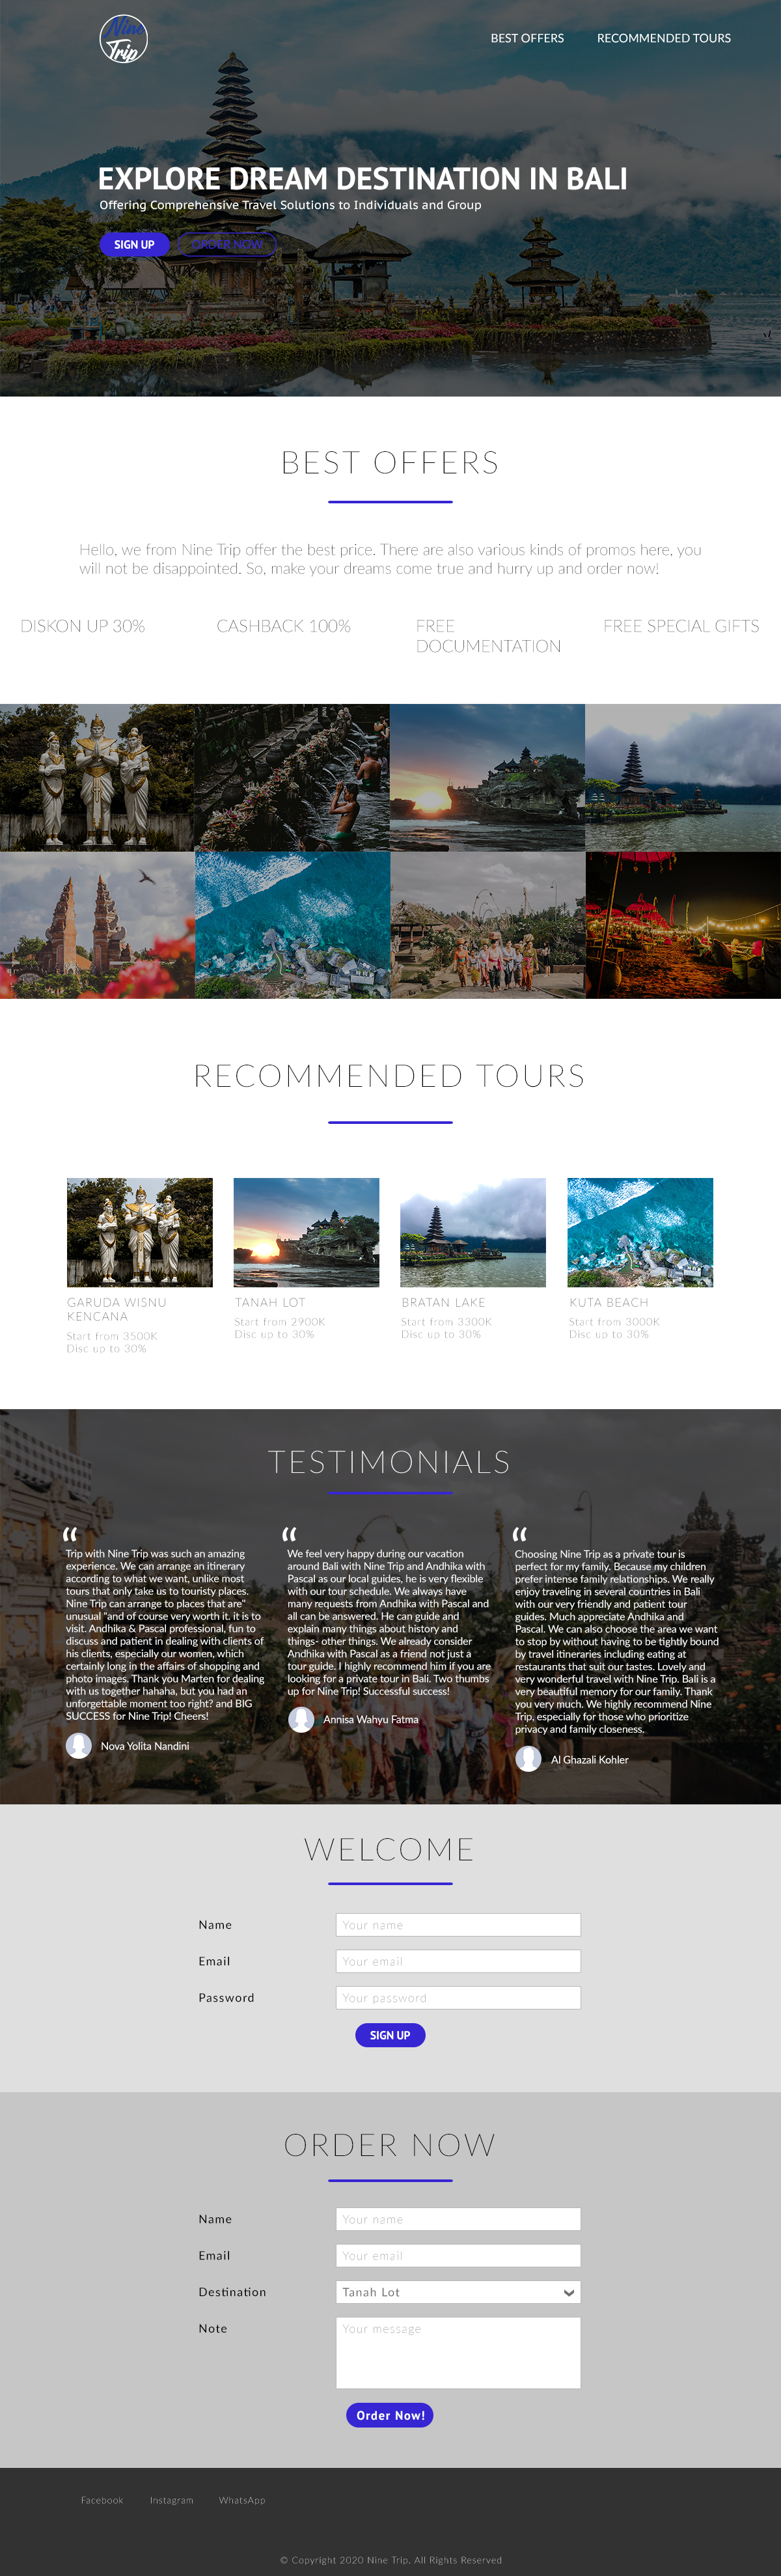 Nine
Trip
BEST OFFERS
RECOMMENDED TOURS
EXPLORE DREAM DESTINATION IN BALI
Offering Comprehensive Travel Solutions to Individuals and Group
SIGN UP
ORDER NOW
BEST OFFERS
Hello, we from Nine Trip offer the best price. There are also various kinds of promos here, you
will not be disappointed. So, make your dreams come true and hurry up and order now!
DISKON UP 30%
CASHBACK 100%
FREE
DOCUMENTATION
FREE SPECIAL GIFTS
RECOMMENDED TOURS
GARUDA WISNU
KENCANA
Start from 3500K
Disc up to 30%
TANAH LOT
Start from 2900K
Disc up to 30%
BRATAN LAKE
Start from 3300K
Disc up to 30%
KUTA BEACH
Start from 3000K
Disc up to 30%
TESTIMONIALS
“
Trip with Nine Trip was such an amazing
experience. We can arrange an itinerary
according to what we want, unlike most
tours that only take us to touristy places.
Nine Trip can arrange to places that are"
unusual "and of course very worth it. it is to
visit. Andhika & Pascal professional, fun to
discuss and patient in dealing with clients of
his clients, especially our women, which
certainly long in the affairs of shopping and
photo images. Thank you Marten for dealing
with us together hahaha, but you had an
unforgettable moment too right? and BIG
SUCCESS for Nine Trip! Cheers!
Nova Yolita Nandini
“
We feel very happy during our vacation
around Bali with Nine Trip and Andhika with
Pascal as our local guides, he is very flexible
with our tour schedule. We always have
many requests from Andhika with Pascal and
all can be answered. He can guide and
explain many things about history and
things- other things. We already consider
Andhika with Pascal as a friend not just a
tour guide. I highly recommend him if you are
looking for a private tour in Bali. Two thumbs
up for Nine Trip! Successful success!
Annisa Wahyu Fatma
“
Choosing Nine Trip as a private tour is
perfect for my family. Because my children
prefer intense family relationships. We really
enjoy traveling in several countries in Bali
with our very friendly and patient tour
guides. Much appreciate Andhika and
Pascal. We can also choose the area we want
to stop by without having to be tightly bound
by travel itineraries including eating at
restaurants that suit our tastes. Lovely and
very wonderful travel with Nine Trip. Bali is a
very beautiful memory for our family. Thank
you very much. We highly recommend Nine
Trip, especially for those who prioritize
privacy and family closeness.
Al Ghazali Kohler
WELCOME
Name
Your name
Email
Your email
Password
Your password
SIGN UP
ORDER NOW
Name
Your name
Email
Your email
Destination
Tanah Lot
Note
Your message
Order Now!
Facebook
Instagram
WhatsApp
© Copyright 2020 Nine Trip. All Rights Reserved